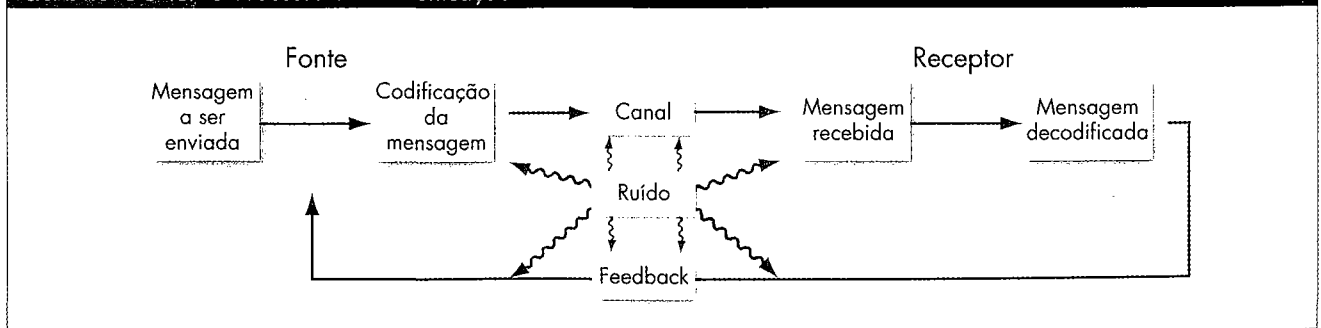 Fonte
Receptor
Mensagem
a ser
enviada
Codificação
da
mensagem
Canal
Mensagem
recebida
Mensagem
decodificada
Ruído
Feedback